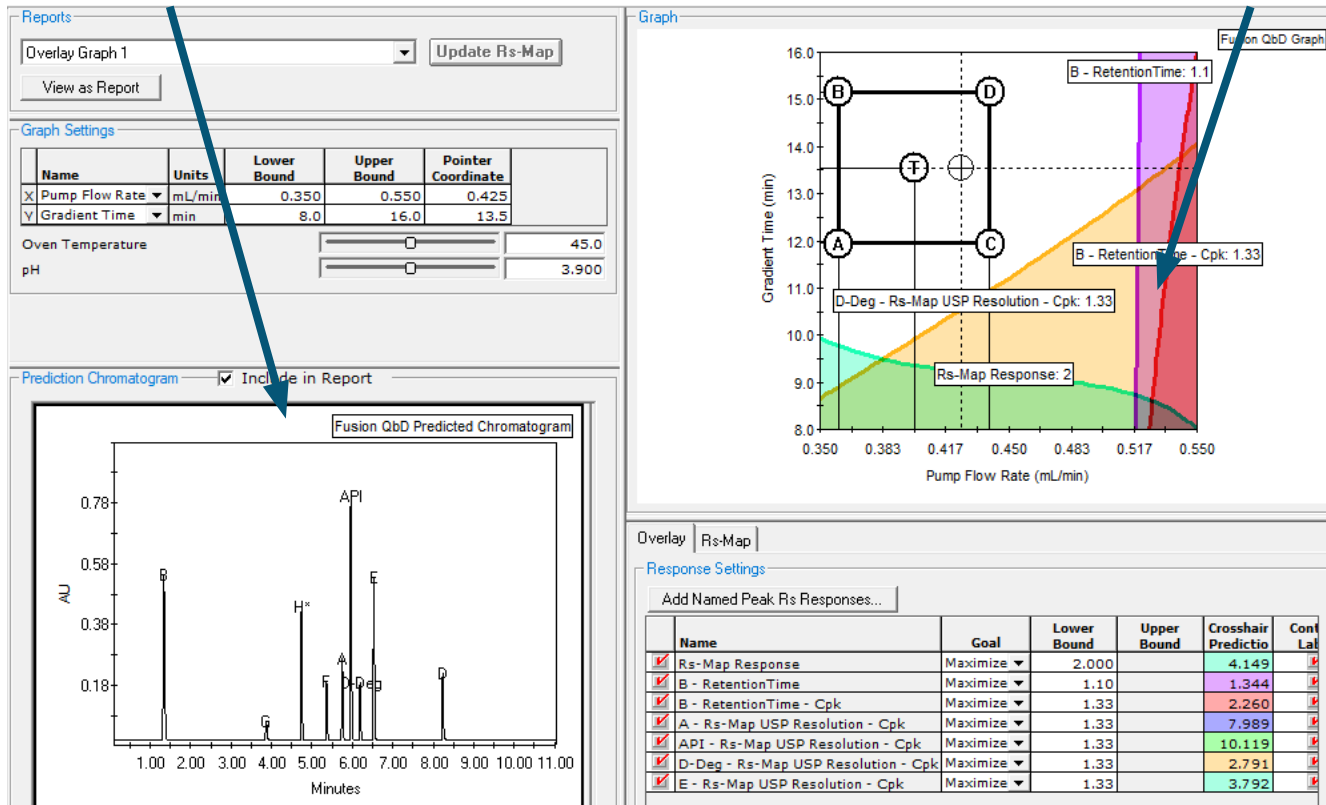 Reports
Overlay Graph 1
Update Rs-Map
View as Report
Graph Settings
Name Units Lower Bound Upper Bound Pointer Coordinate
X Pump Flow Rate mL/min 0.350 0.550 0.425
Y Gradient Time min 8.0 16.0 13.5
Oven Temperature 45.0
pH 3.900
Prediction Chromatogram Include in Report
Fusion QbD Predicted Chromatogram
AU
0.78
0.58
0.38
0.18
B
G
H*
F
A
API
D-Deg
E
D
1.00 2.00 3.00 4.00 5.00 6.00 7.00 8.00 9.00 10.00 11.00
Minutes
Graph
Fusion QbD Graph
B - RetentionTime: 1.1
16.0
15.0
14.0
13.0
12.0
11.0
10.0
9.0
8.0
Gradient Time (min)
B
D
T
A
C
B - RetentionTime - Cpk: 1.33
D-Deg - Rs-Map USP Resolution - Cpk: 1.33
Rs-Map Response: 2
0.350 0.383 0.417 0.450 0.483 0.517 0.550
Pump Flow Rate (mL/min)
Overlay Rs-Map
Response Settings
Add Named Peak Rs Responses...
Name Goal Lower Bound Upper Bound Crosshair Predictio Cont Lab
Rs-Map Response Maximize 2.000 4.149
B - RetentionTime Maximize 1.10 1.344
B - RetentionTime - Cpk Maximize 1.33 2.260
A - Rs-Map USP Resolution - Cpk Maximize 1.33 7.989
API - Rs-Map USP Resolution - Cpk Maximize 1.33 10.119
D-Deg - Rs-Map USP Resolution - Cpk Maximize 1.33 2.791
E - Rs-Map USP Resolution - Cpk Maximize 1.33 3.792